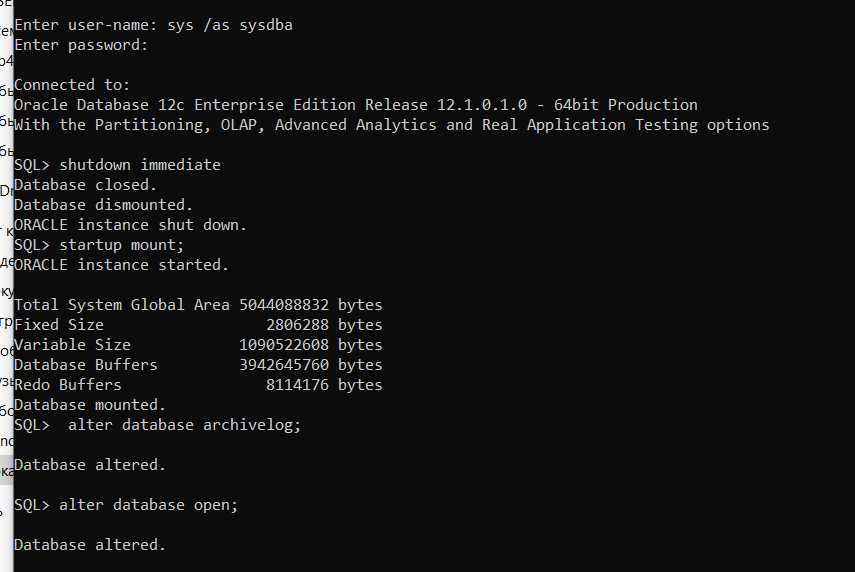 Enter user-name: sys /as sysdba
Enter password:
Connected to:
Oracle Database 12c Enterprise Edition Release 12.1.0.1.0 - 64bit Production
With the Partitioning, OLAP, Advanced Analytics and Real Application Testing options
SQL> shutdown immediate
Database closed.
Database dismounted.
ORACLE instance shut down.
SQL> startup mount;
ORACLE instance started.
Total System Global Area 5044088832 bytes
Fixed Size                  2806288 bytes
Variable Size            1090522608 bytes
Database Buffers         3942645760 bytes
Redo Buffers                8114176 bytes
Database mounted.
SQL>  alter database archivelog;
Database altered.
SQL> alter database open;
Database altered.